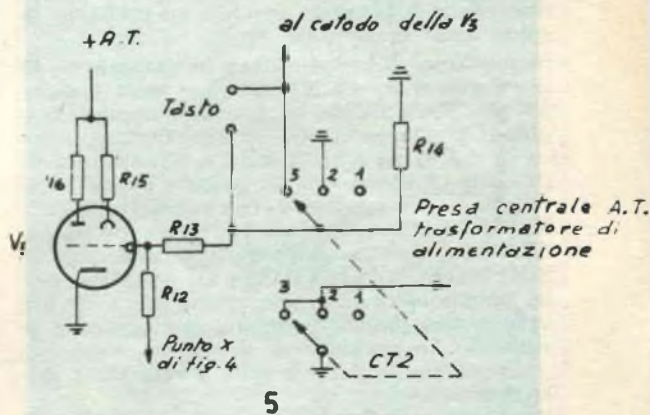 al catodo della V3
+A.T.
Tasto
R14
'16
R15
3 2 1
R13
Presa centrale A.T.
trasformatore di
alimentazione
V1
R12
3 2 1
Punto x
di fig. 4
CT2
5